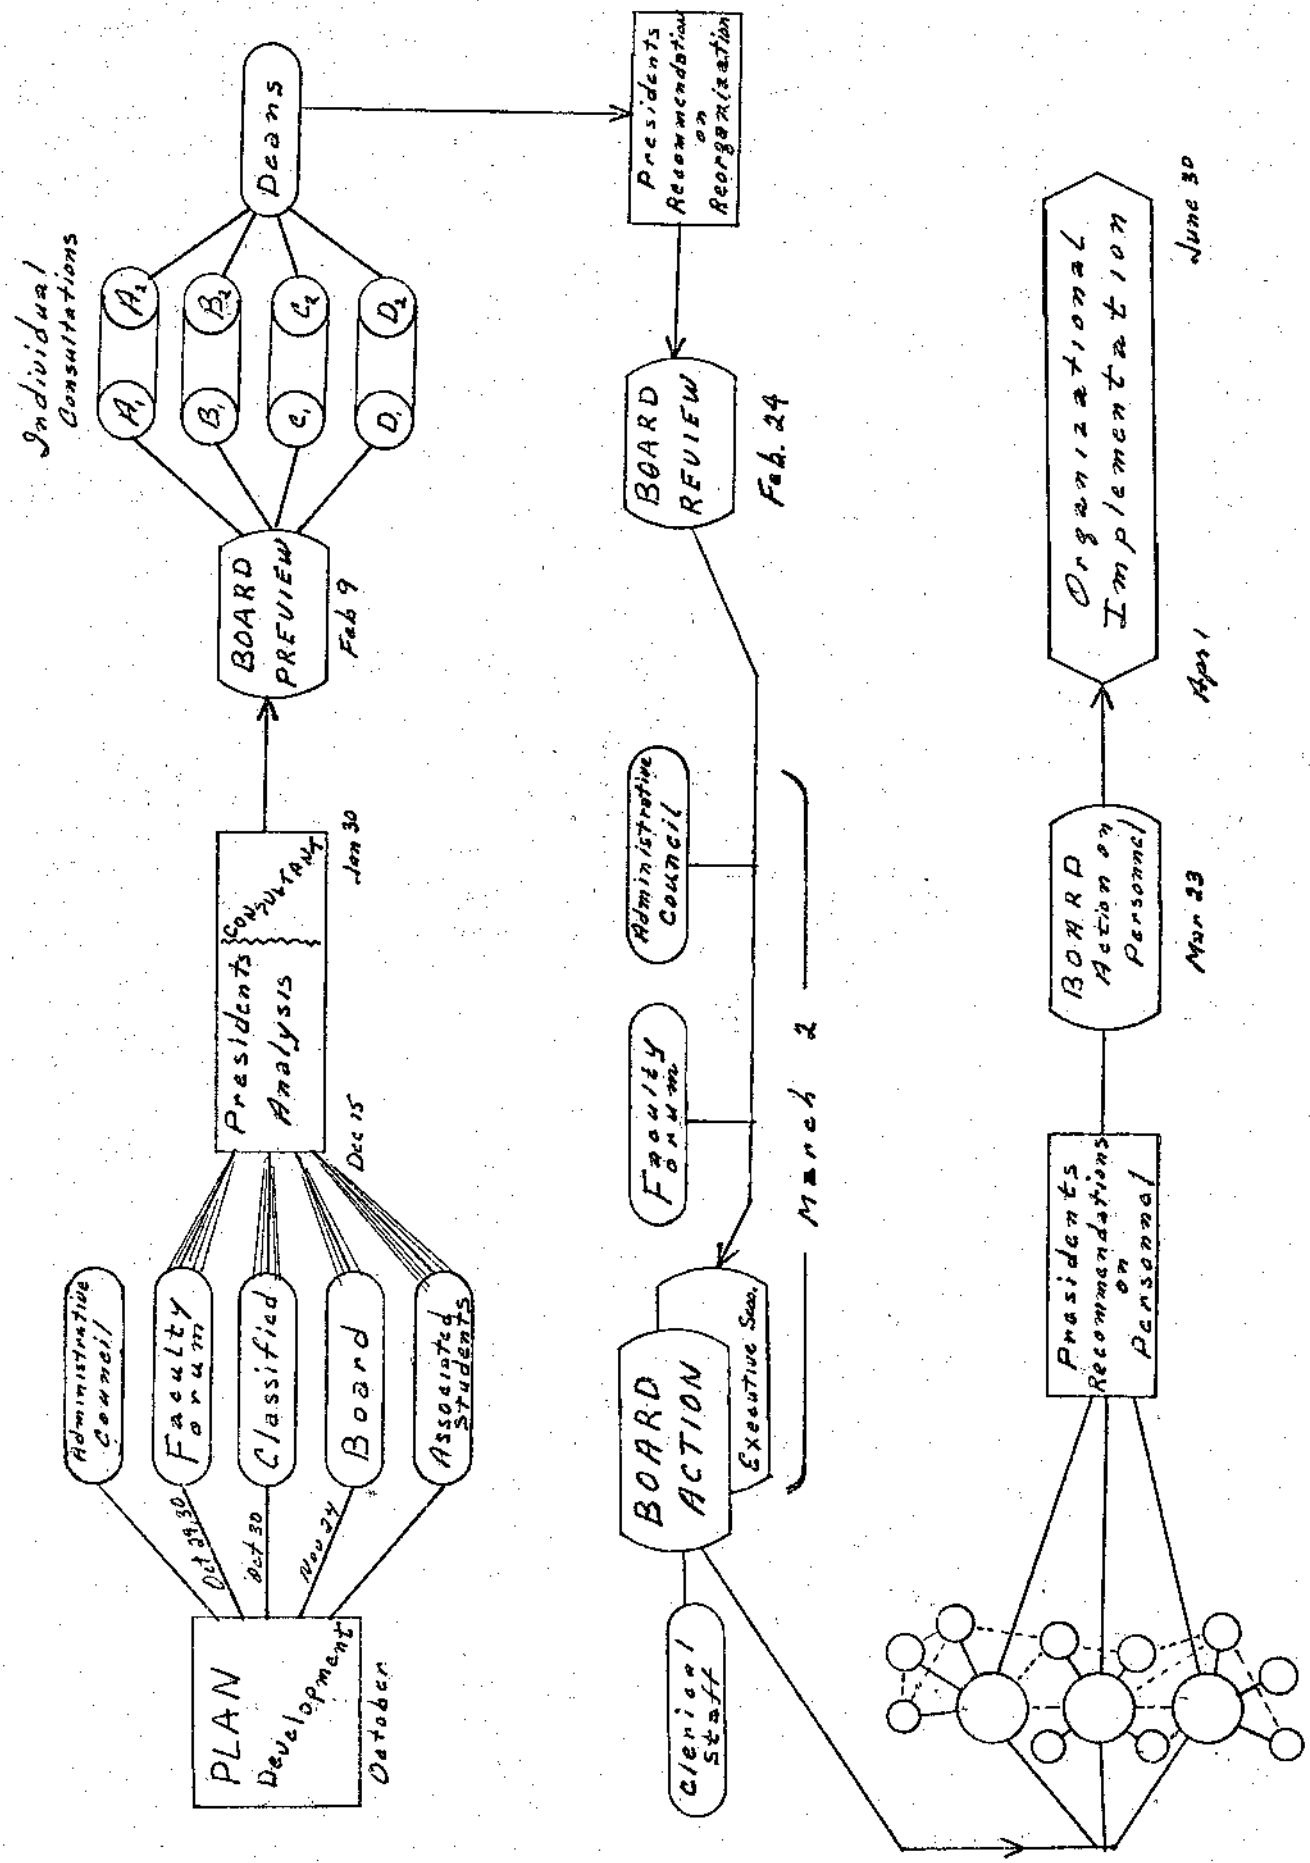 PLAN
Development
October
Oct 29,30
Oct 30
Nov 24
Administrative
Council
Faculty
Forum
Classified
Board
Associated
Students
Dec 15
Presidents
Analysis
CONSULTANT
Jan 30
BOARD
PREVIEW
Feb 9
Individual
Consultations
A1
A2
B1
B2
C1
C2
D1
D2
Deans
Presidents
Recommendation
on
Reorganization
BOARD
REVIEW
Feb. 24
Administrative
Council
Faculty
Forum
March 2
BOARD
ACTION
Executive Sess.
Clerical
Staff
Presidents
Recommendations
on
Personnel
BOARD
Action on
Personnel
Mar 23
Organizational
Implementation
Apr 1
June 30